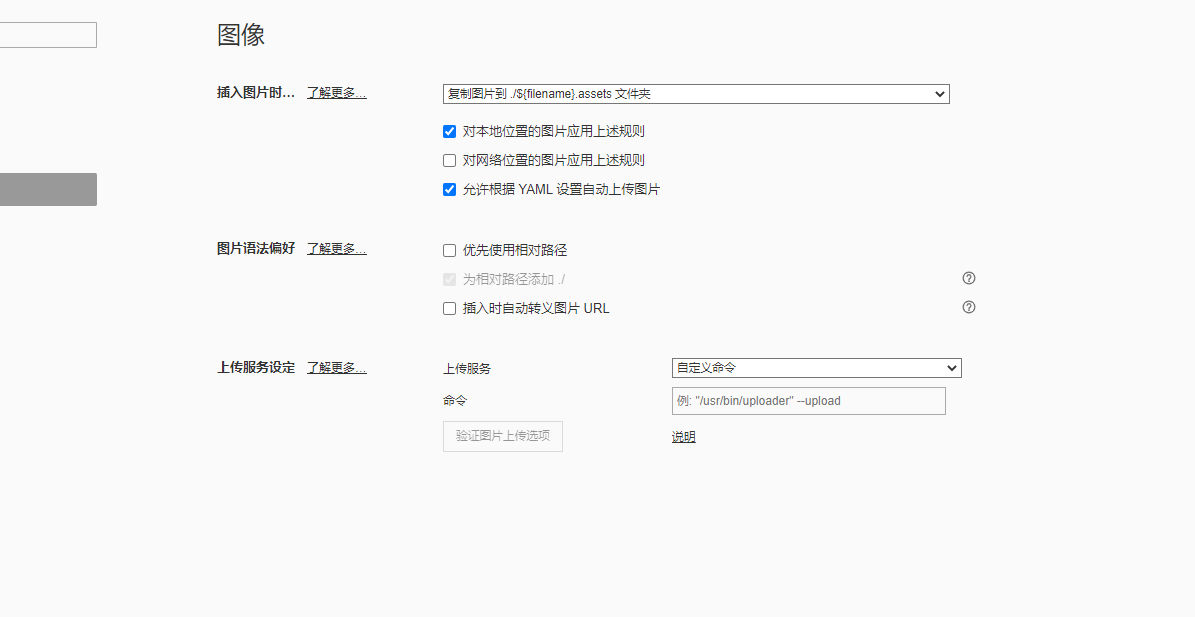 图像
插入图片时... 了解更多... 复制图片到 ./${filename}.assets 文件夹
对本地位置的图片应用上述规则
对网络位置的图片应用上述规则
允许根据 YAML 设置自动上传图片
图片语法偏好 了解更多... 优先使用相对路径
为相对路径添加 ./
插入时自动转义图片 URL
上传服务设定 了解更多... 上传服务 自定义命令
命令 例: "/usr/bin/uploader" --upload
验证图片上传选项 说明